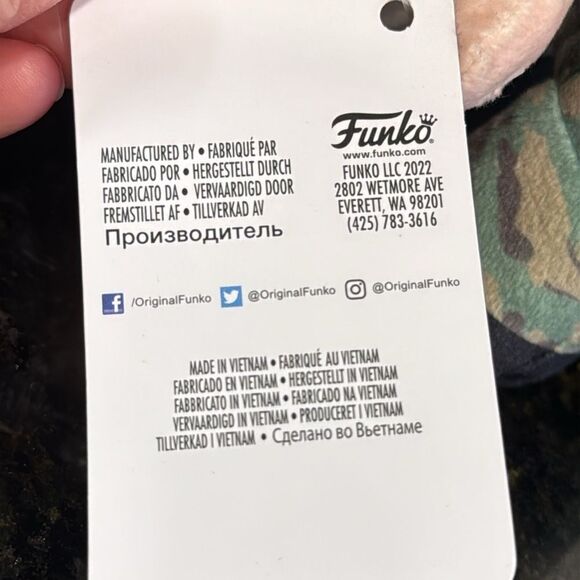 MANUFACTURED BY • FABRIQUÉ PAR
FABRICADO POR • HERGESTELLT DURCH
FABBRICATO DA • VERVAARDIGD DOOR
FREMSTILLET AF • TILLVERKAD AV
Производитель
Funko
www.funko.com
FUNKO LLC 2022
2802 WETMORE AVE
EVERETT, WA 98201
(425) 783-3616
f /OriginalFunko @OriginalFunko @OriginalFunko
MADE IN VIETNAM • FABRIQUÉ AU VIETNAM
FABRICADO EN VIETNAM • HERGESTELLT IN VIETNAM
FABBRICATO IN VIETNAM • FABRICADO NA VIETNAM
VERVAARDIGD IN VIETNAM • PRODUCERET I VIETNAM
TILLVERKAD I VIETNAM • Сделано во Вьетнаме